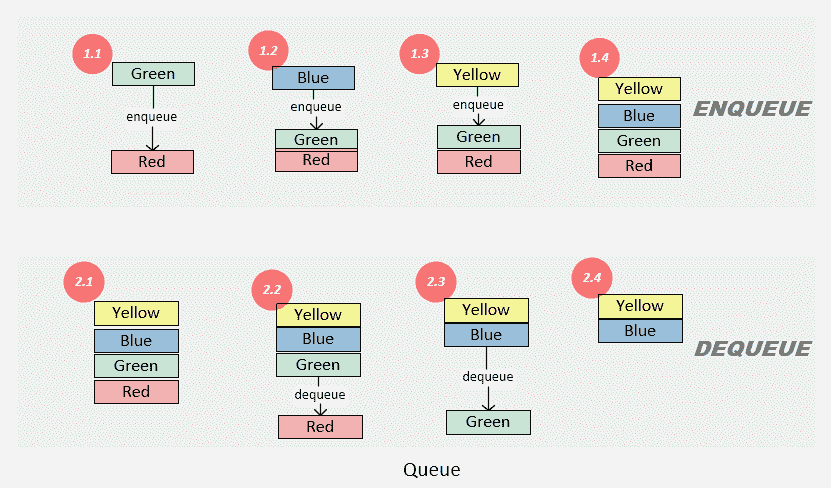 1.1
Green
enqueue
Red
1.2
Blue
enqueue
Green
Red
1.3
Yellow
enqueue
Green
Red
1.4
Yellow
Blue
Green
Red
ENQUEUE
2.1
Yellow
Blue
Green
Red
2.2
Yellow
Blue
Green
dequeue
Red
2.3
Yellow
Blue
dequeue
Green
2.4
Yellow
Blue
DEQUEUE
Queue